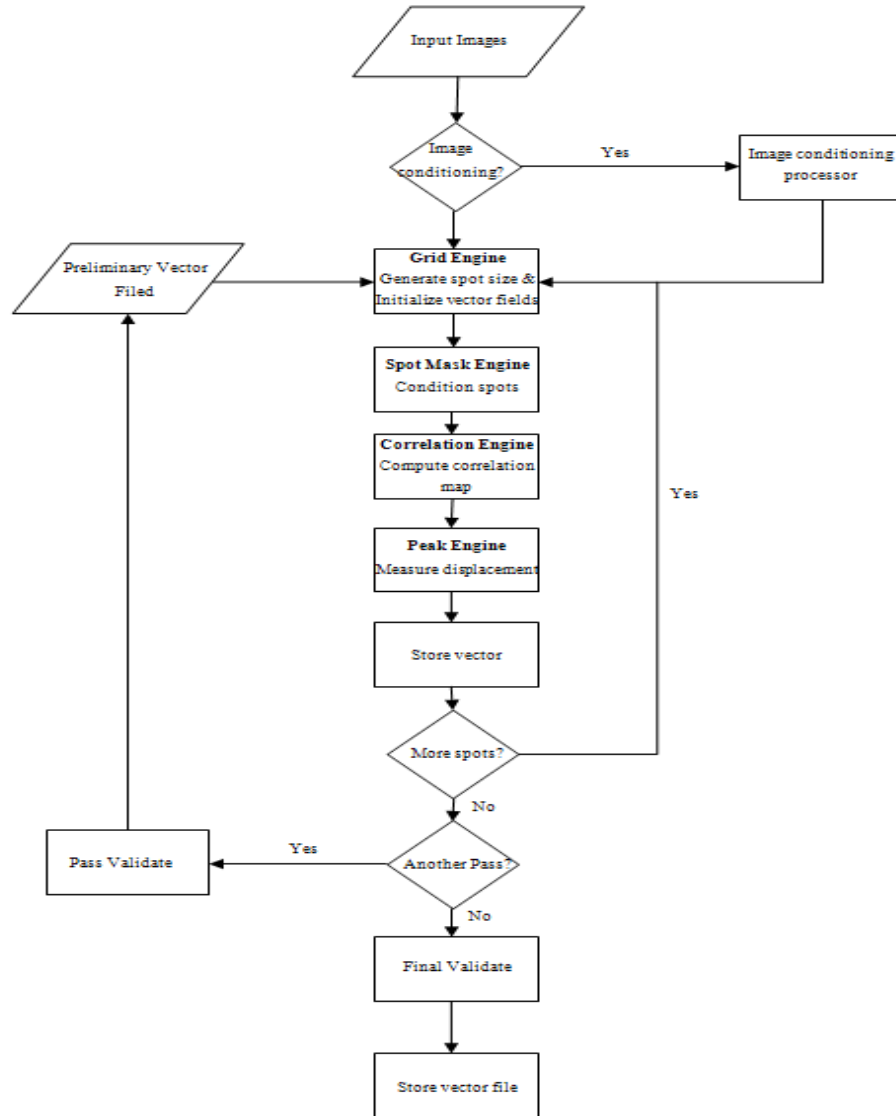 Input Images
Image
conditioning?
Yes
Image conditioning
processor
Preliminary Vector
Filed
Grid Engine
Generate spot size &
Initialize vector fields
Spot Mask Engine
Condition spots
Correlation Engine
Compute correlation
map
Yes
Peak Engine
Measure displacement
Store vector
More spots?
No
Pass Validate
Yes
Another Pass?
No
Final Validate
Store vector file